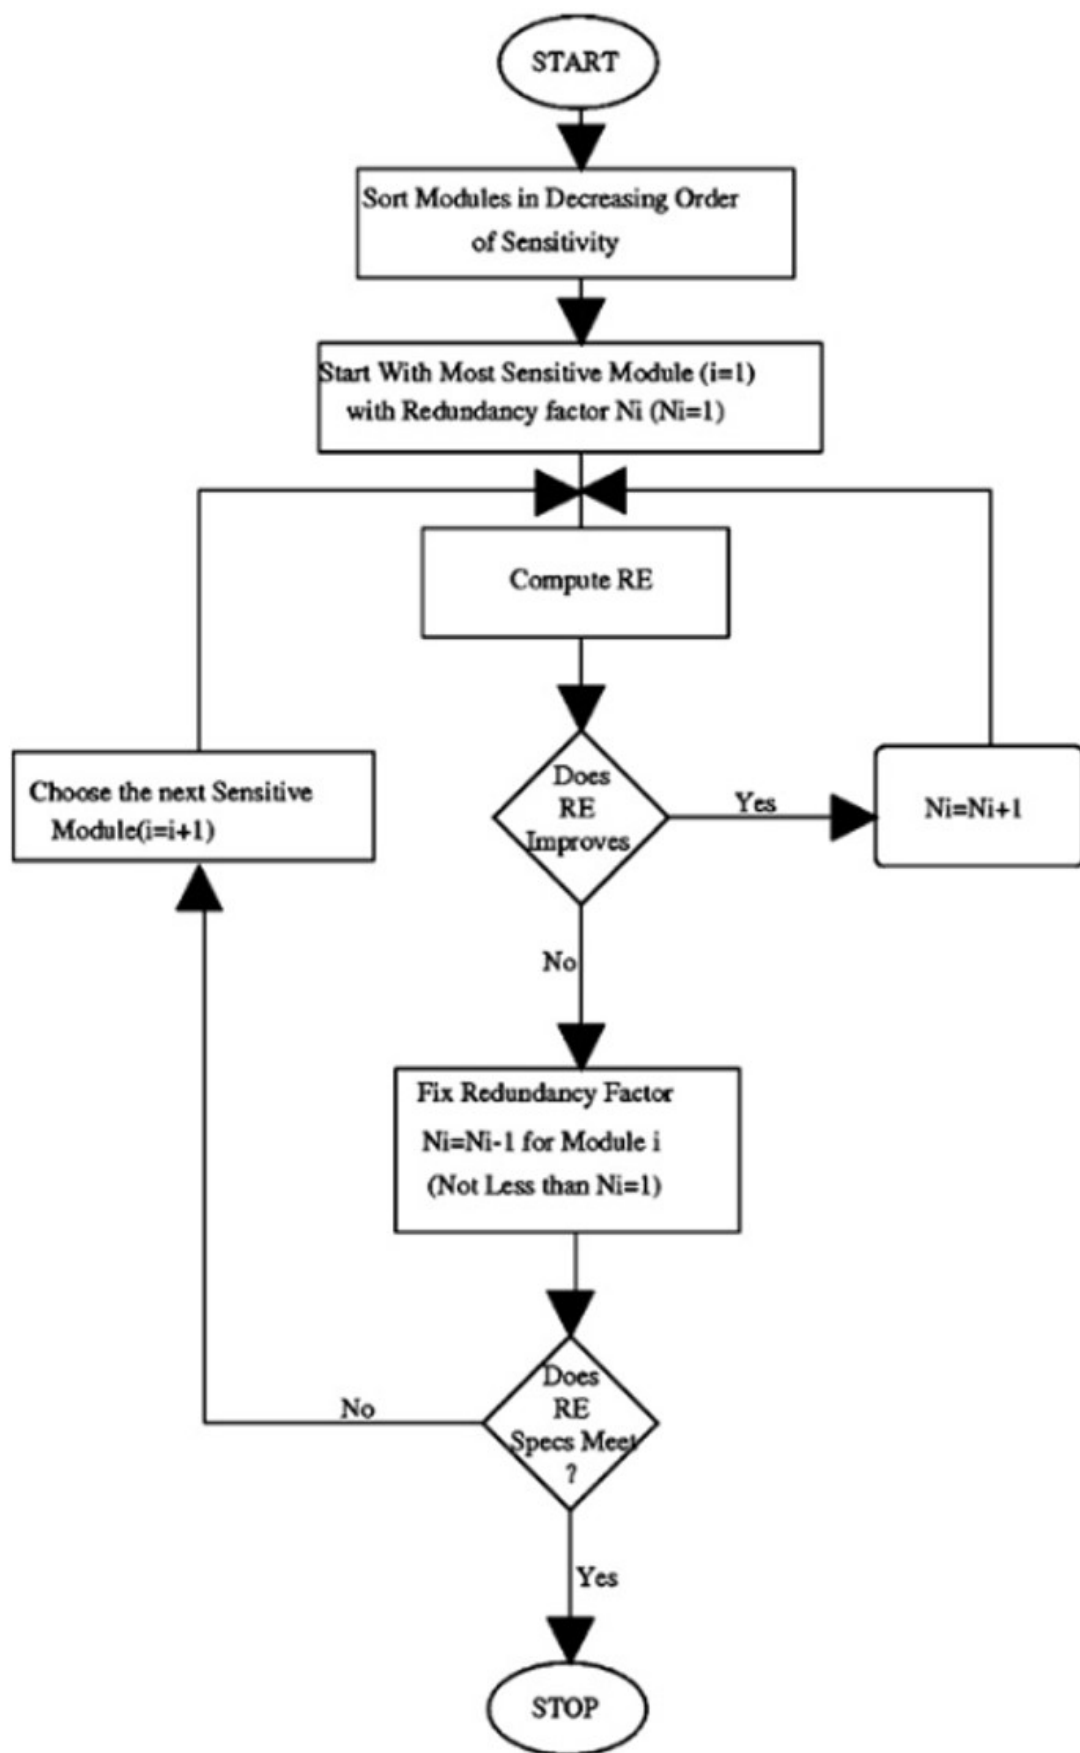 START
Sort Modules in Decreasing Order
of Sensitivity
Start With Most Sensitive Module (i=1)
with Redundancy factor Ni (Ni=1)
Compute RE
Choose the next Sensitive
Module(i=i+1)
Does
RE
Improves
Yes
Ni=Ni+1
No
Fix Redundancy Factor
Ni=Ni-1 for Module i
(Not Less than Ni=1)
Does
RE
Specs Meet
?
No
Yes
STOP